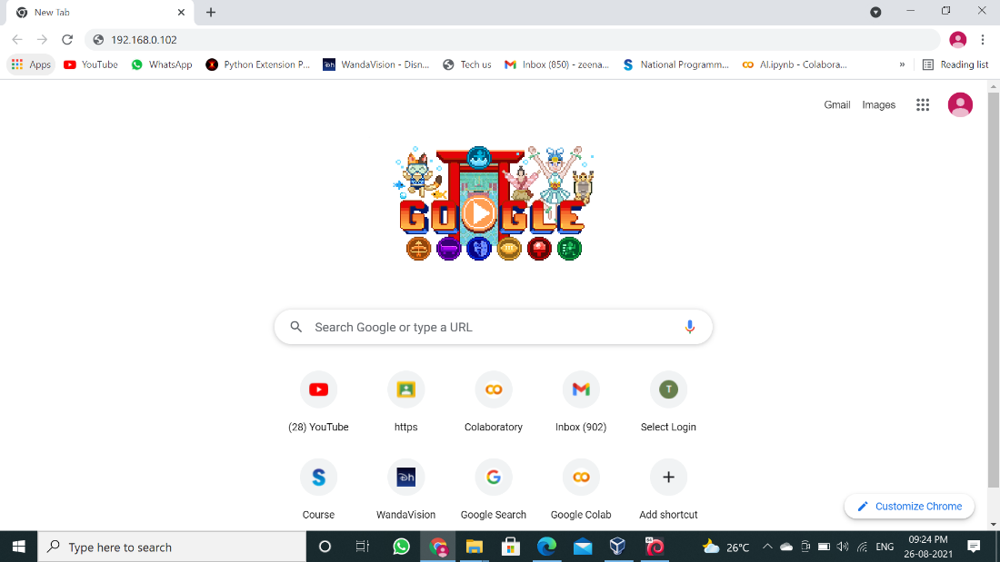 New Tab
192.168.0.102
Apps YouTube WhatsApp Python Extension P... WandaVision - Disn... Tech us Inbox (850) - zeena... National Programm... AI.ipynb - Colabora... » Reading list
Gmail Images
GOOGLE
Search Google or type a URL
T
(28) YouTube https Colaboratory Inbox (902) Select Login
S Dh G
Course WandaVision Google Search Google Colab Add shortcut
Customize Chrome
Type here to search
26°C ENG 09:24 PM
26-08-2021